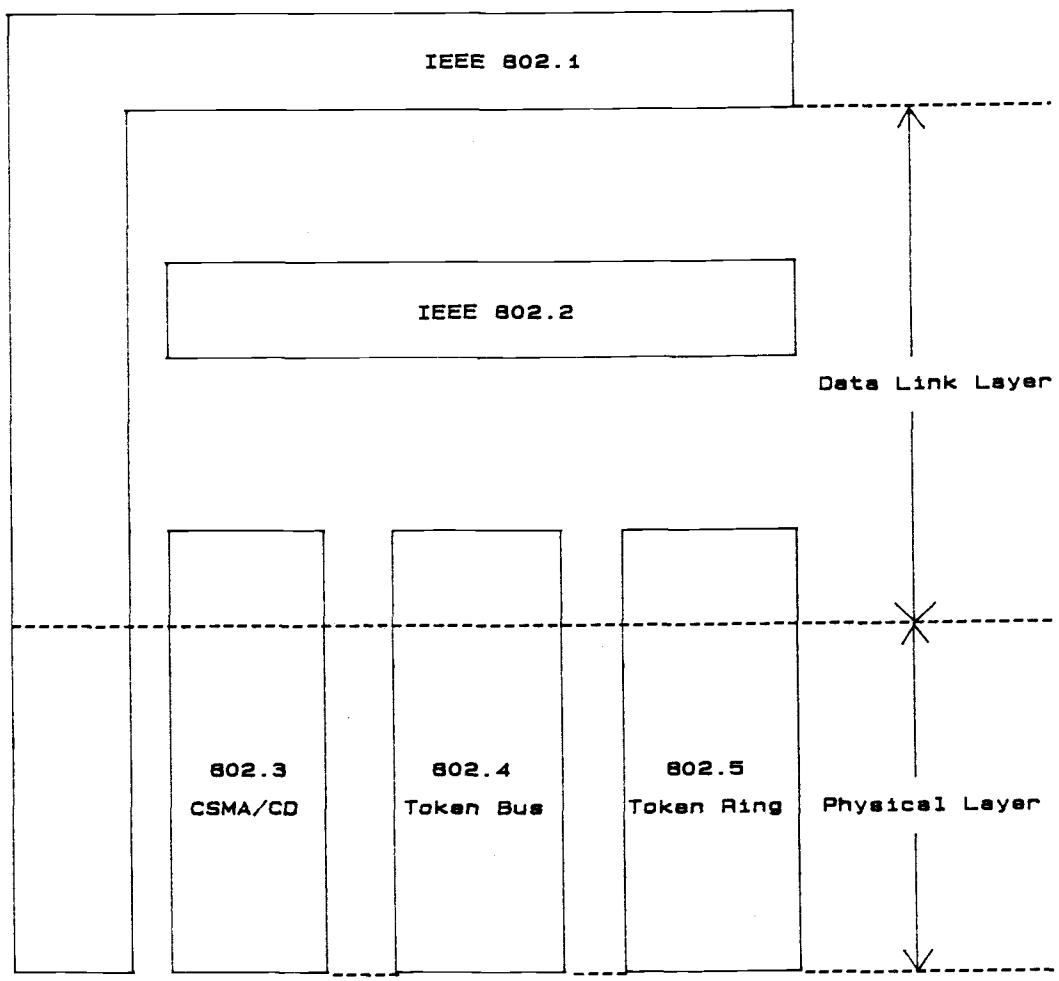 IEEE 802.1
IEEE 802.2
Data Link Layer
802.3
CSMA/CD
802.4
Token Bus
802.5
Token Ring
Physical Layer